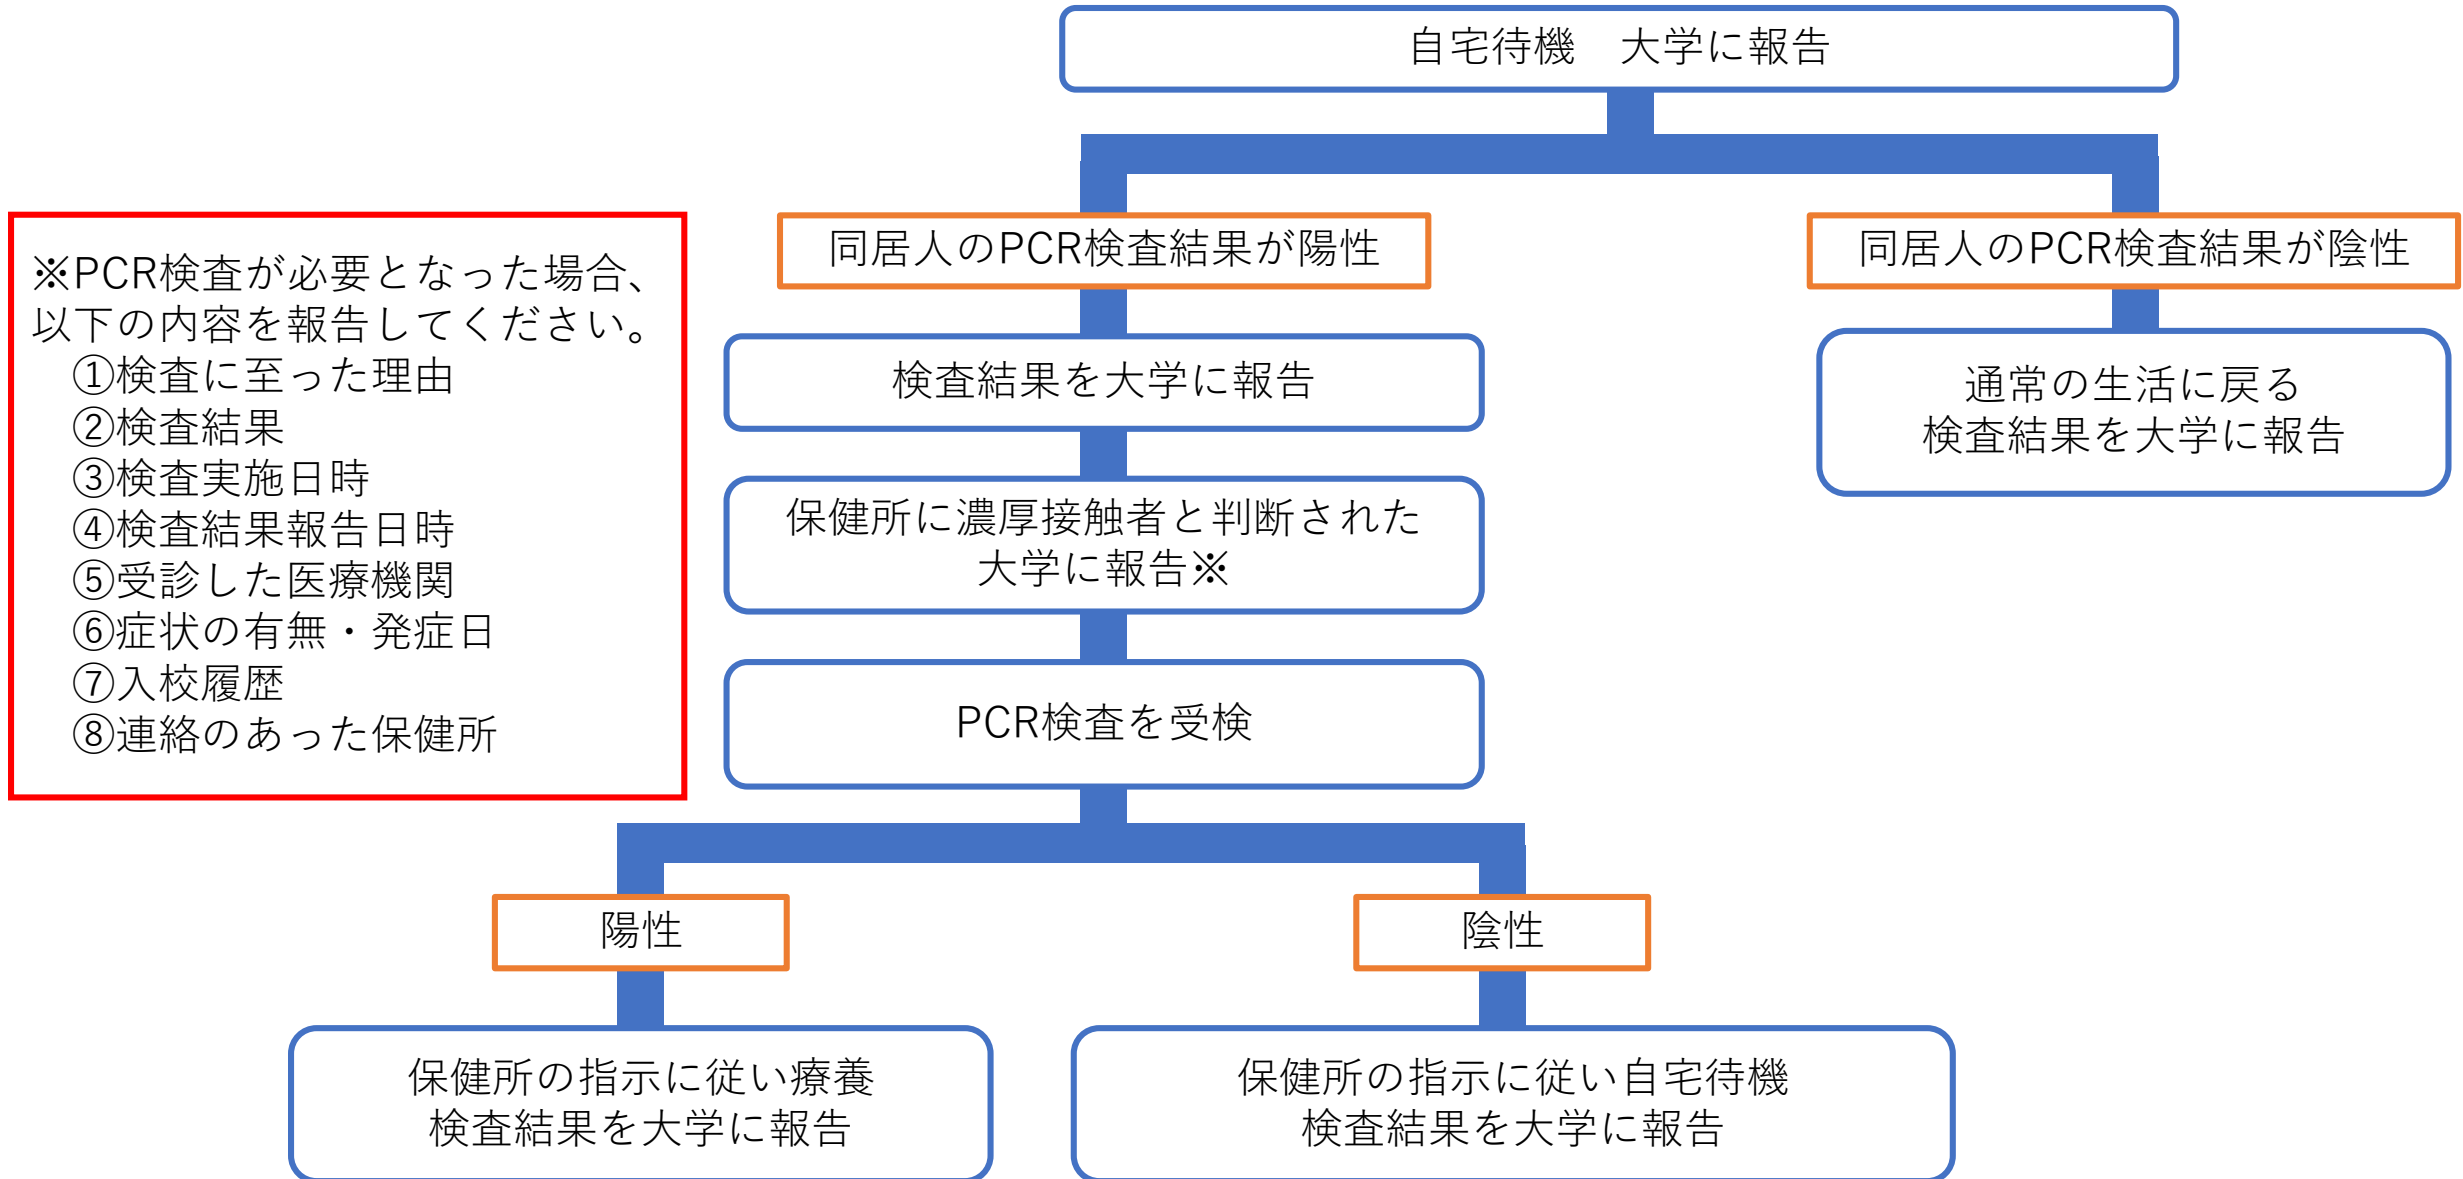 自宅待機　大学に報告
同居人のPCR検査結果が陽性
同居人のPCR検査結果が陰性
※PCR検査が必要となった場合、
以下の内容を報告してください。
①検査に至った理由
②検査結果
③検査実施日時
④検査結果報告日時
⑤受診した医療機関
⑥症状の有無・発症日
⑦入校履歴
⑧連絡のあった保健所
検査結果を大学に報告
通常の生活に戻る
検査結果を大学に報告
保健所に濃厚接触者と判断された
大学に報告※
PCR検査を受検
陽性
陰性
保健所の指示に従い療養
検査結果を大学に報告
保健所の指示に従い自宅待機
検査結果を大学に報告